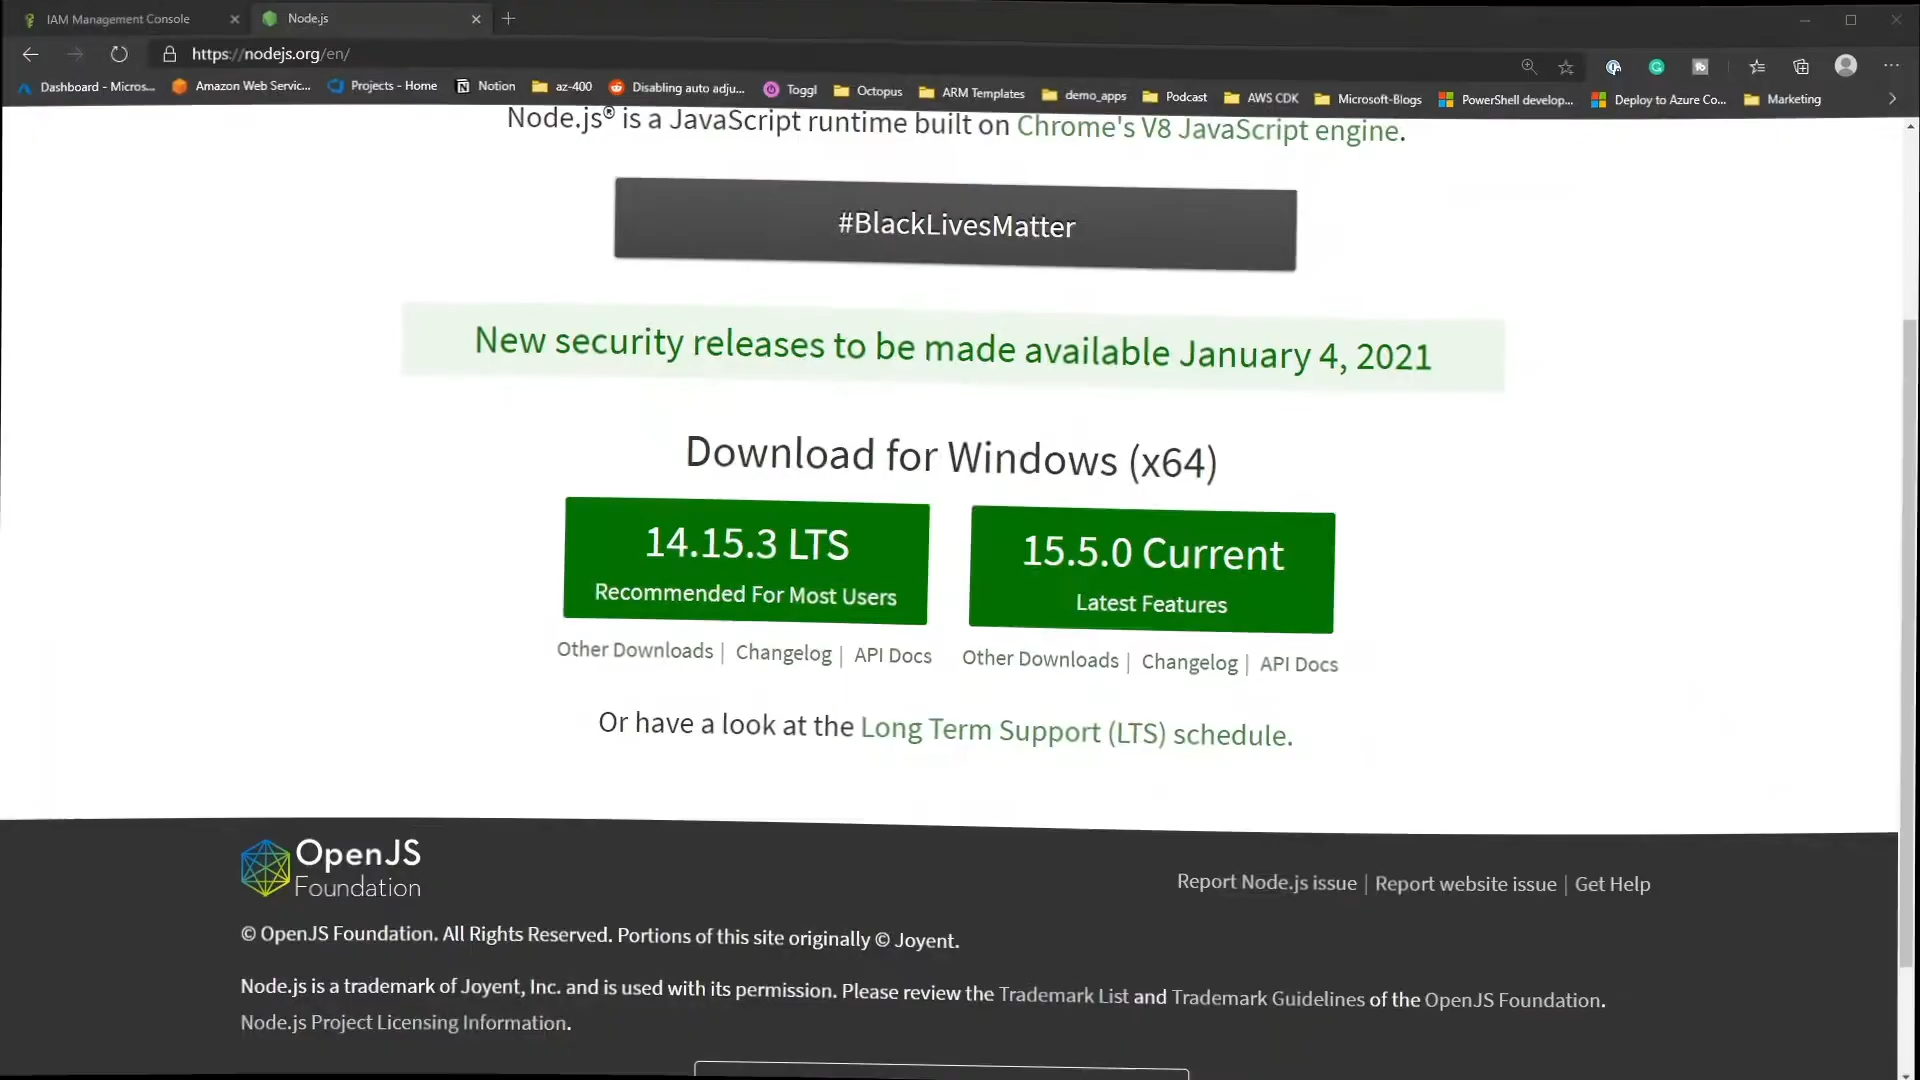 IAM Management Console
Node.js
https://nodejs.org/en/
Dashboard - Micros...
Amazon Web Servic...
Projects - Home
Notion
az-400
Disabling auto adju...
Toggl
Octopus
ARM Templates
demo_apps
Podcast
AWS CDK
Microsoft-Blogs
PowerShell develop...
Deploy to Azure Co...
Marketing
Node.js® is a JavaScript runtime built on Chrome's V8 JavaScript engine.
#BlackLivesMatter
New security releases to be made available January 4, 2021
Download for Windows (x64)
14.15.3 LTS
Recommended For Most Users
15.5.0 Current
Latest Features
Other Downloads | Changelog | API Docs
Other Downloads | Changelog | API Docs
Or have a look at the Long Term Support (LTS) schedule.
OpenJS
Foundation
Report Node.js issue | Report website issue | Get Help
© OpenJS Foundation. All Rights Reserved. Portions of this site originally © Joyent.
Node.js is a trademark of Joyent, Inc. and is used with its permission. Please review the Trademark List and Trademark Guidelines of the OpenJS Foundation.
Node.js Project Licensing Information.